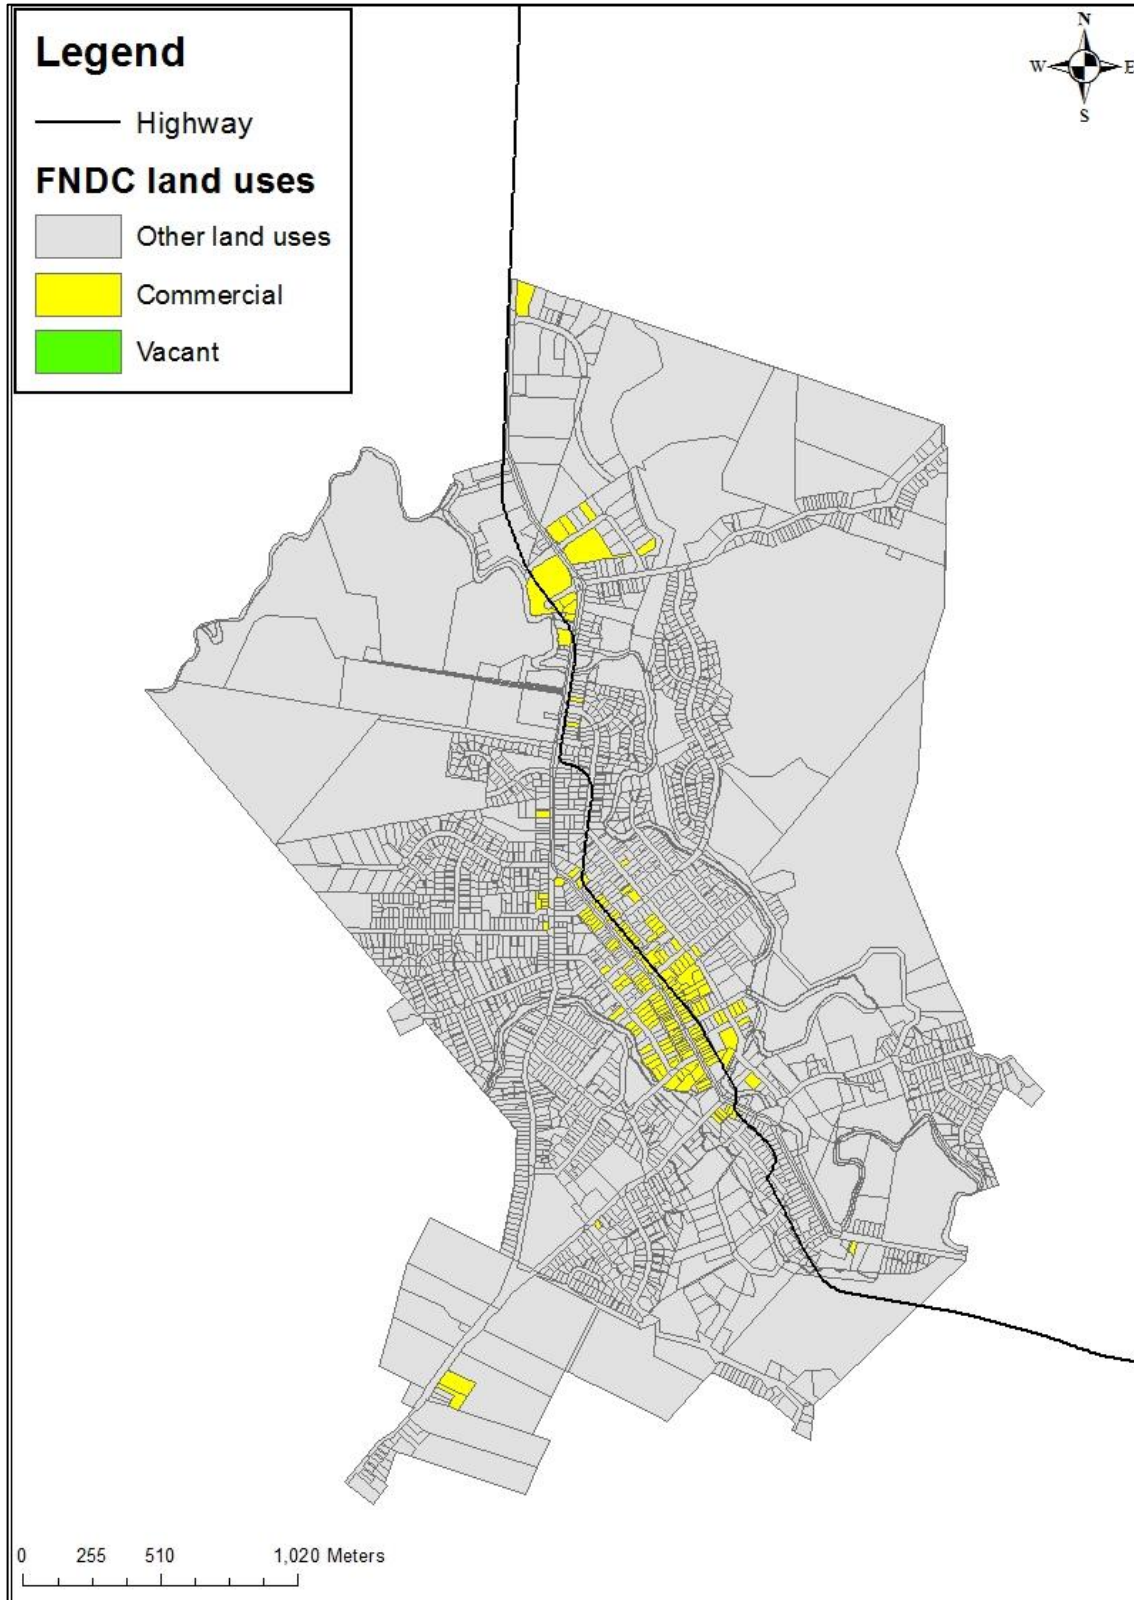 Legend
Highway
FNDC land uses
Other land uses
Commercial
Vacant
N
W E
S
0 255 510 1,020 Meters